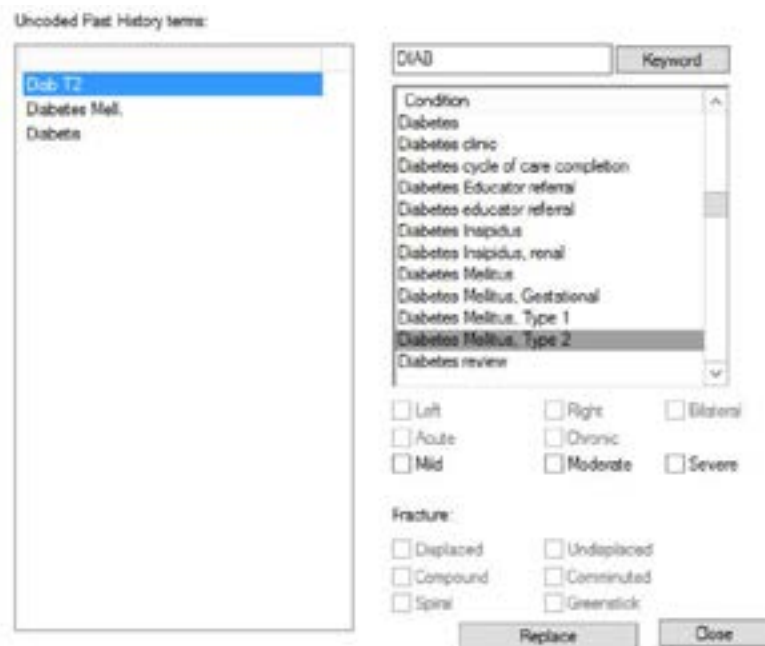 Uncoded Past History terms:
Diab T2
Diabetes Mell.
Diabetis
DIAB
Keyword
Condition
Diabetes
Diabetes clinic
Diabetes cycle of care completion
Diabetes Educator referral
Diabetes educator referral
Diabetes Insipidus
Diabetes Insipidus, renal
Diabetes Mellitus
Diabetes Mellitus, Gestational
Diabetes Mellitus, Type 1
Diabetes Mellitus, Type 2
Diabetes review
Left Right Bilateral
Acute Chronic
Mild Moderate Severe
Fracture:
Displaced Undisplaced
Compound Comminuted
Spiral Greenstick
Replace Close